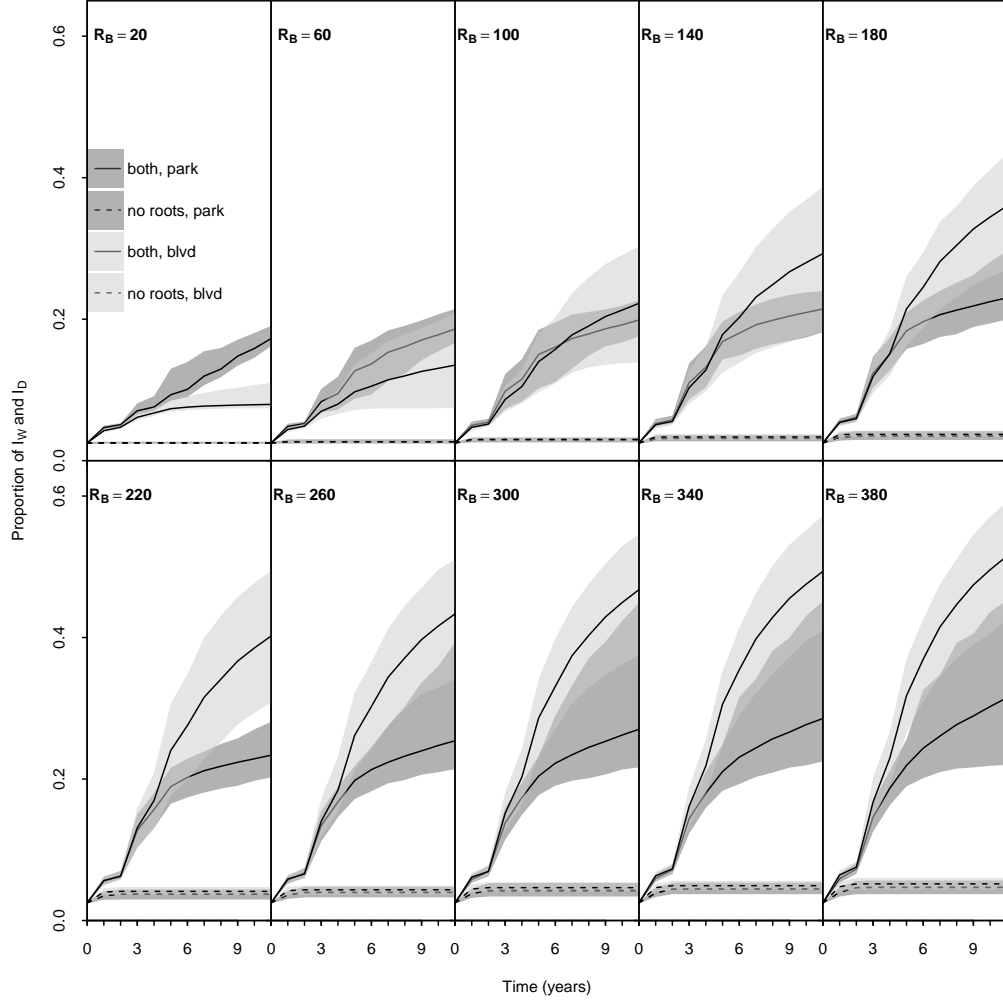 R_B = 20
R_B = 60
R_B = 100
R_B = 140
R_B = 180
both, park
no roots, park
both, blvd
no roots, blvd
0.6
0.4
0.2
0.0
R_B = 220
R_B = 260
R_B = 300
R_B = 340
R_B = 380
0.6
0.4
0.2
0.0
0 3 6 9 0 3 6 9 0 3 6 9 0 3 6 9 0 3 6 9
Time (years)
Proportion of I_W and I_D